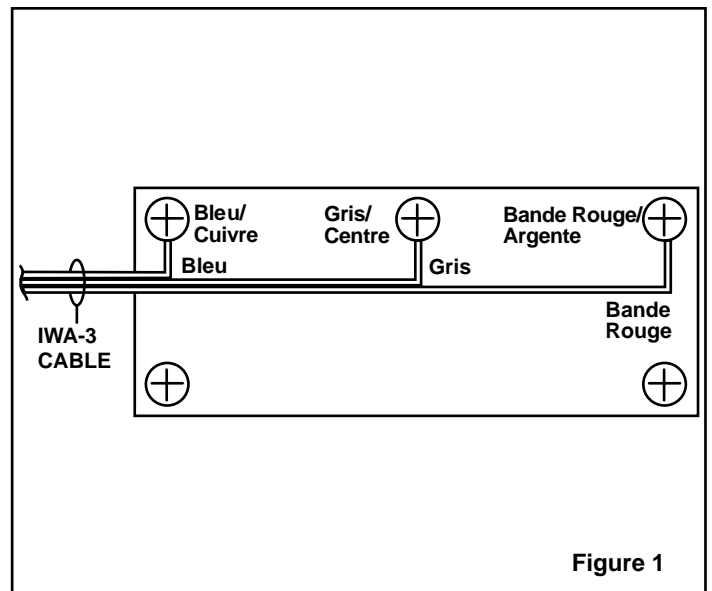 Bleu/
Cuivre
Gris/
Centre
Bande Rouge/
Argente
Bleu
Gris
Bande
Rouge
IWA-3
CABLE
Figure 1